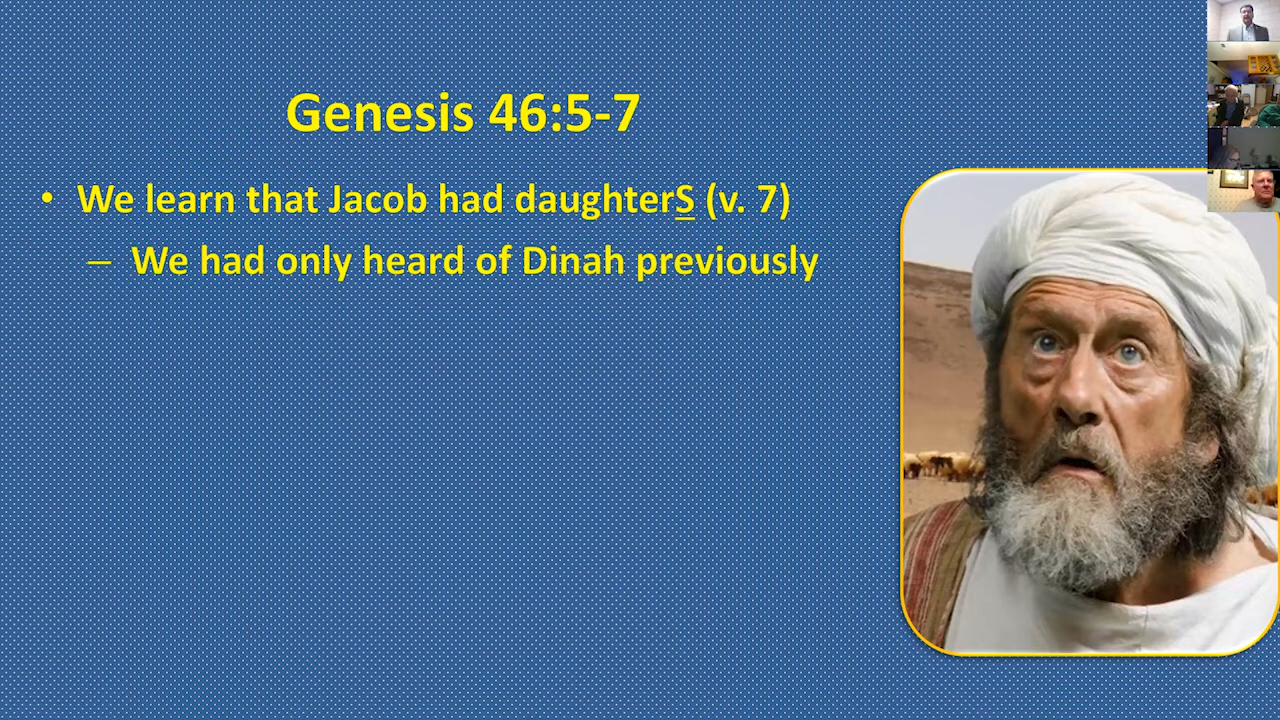 Genesis 46:5-7
• We learn that Jacob had daughterS (v. 7)
– We had only heard of Dinah previously